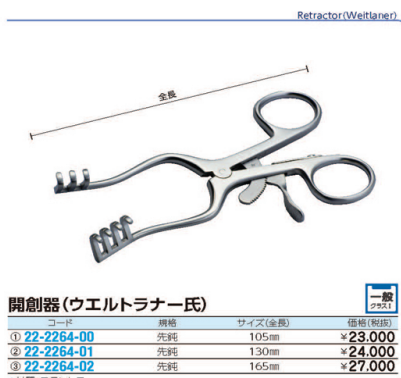 Retractor(Weitlaner)
全長
開創器(ウエルトラナー氏)
一般
クラスⅠ
コード 規格 サイズ(全長) 価格(税抜)
① 22-2264-00 先鈍 105㎜ ¥23.000
② 22-2264-01 先鈍 130㎜ ¥24.000
③ 22-2264-02 先鈍 165㎜ ¥27.000